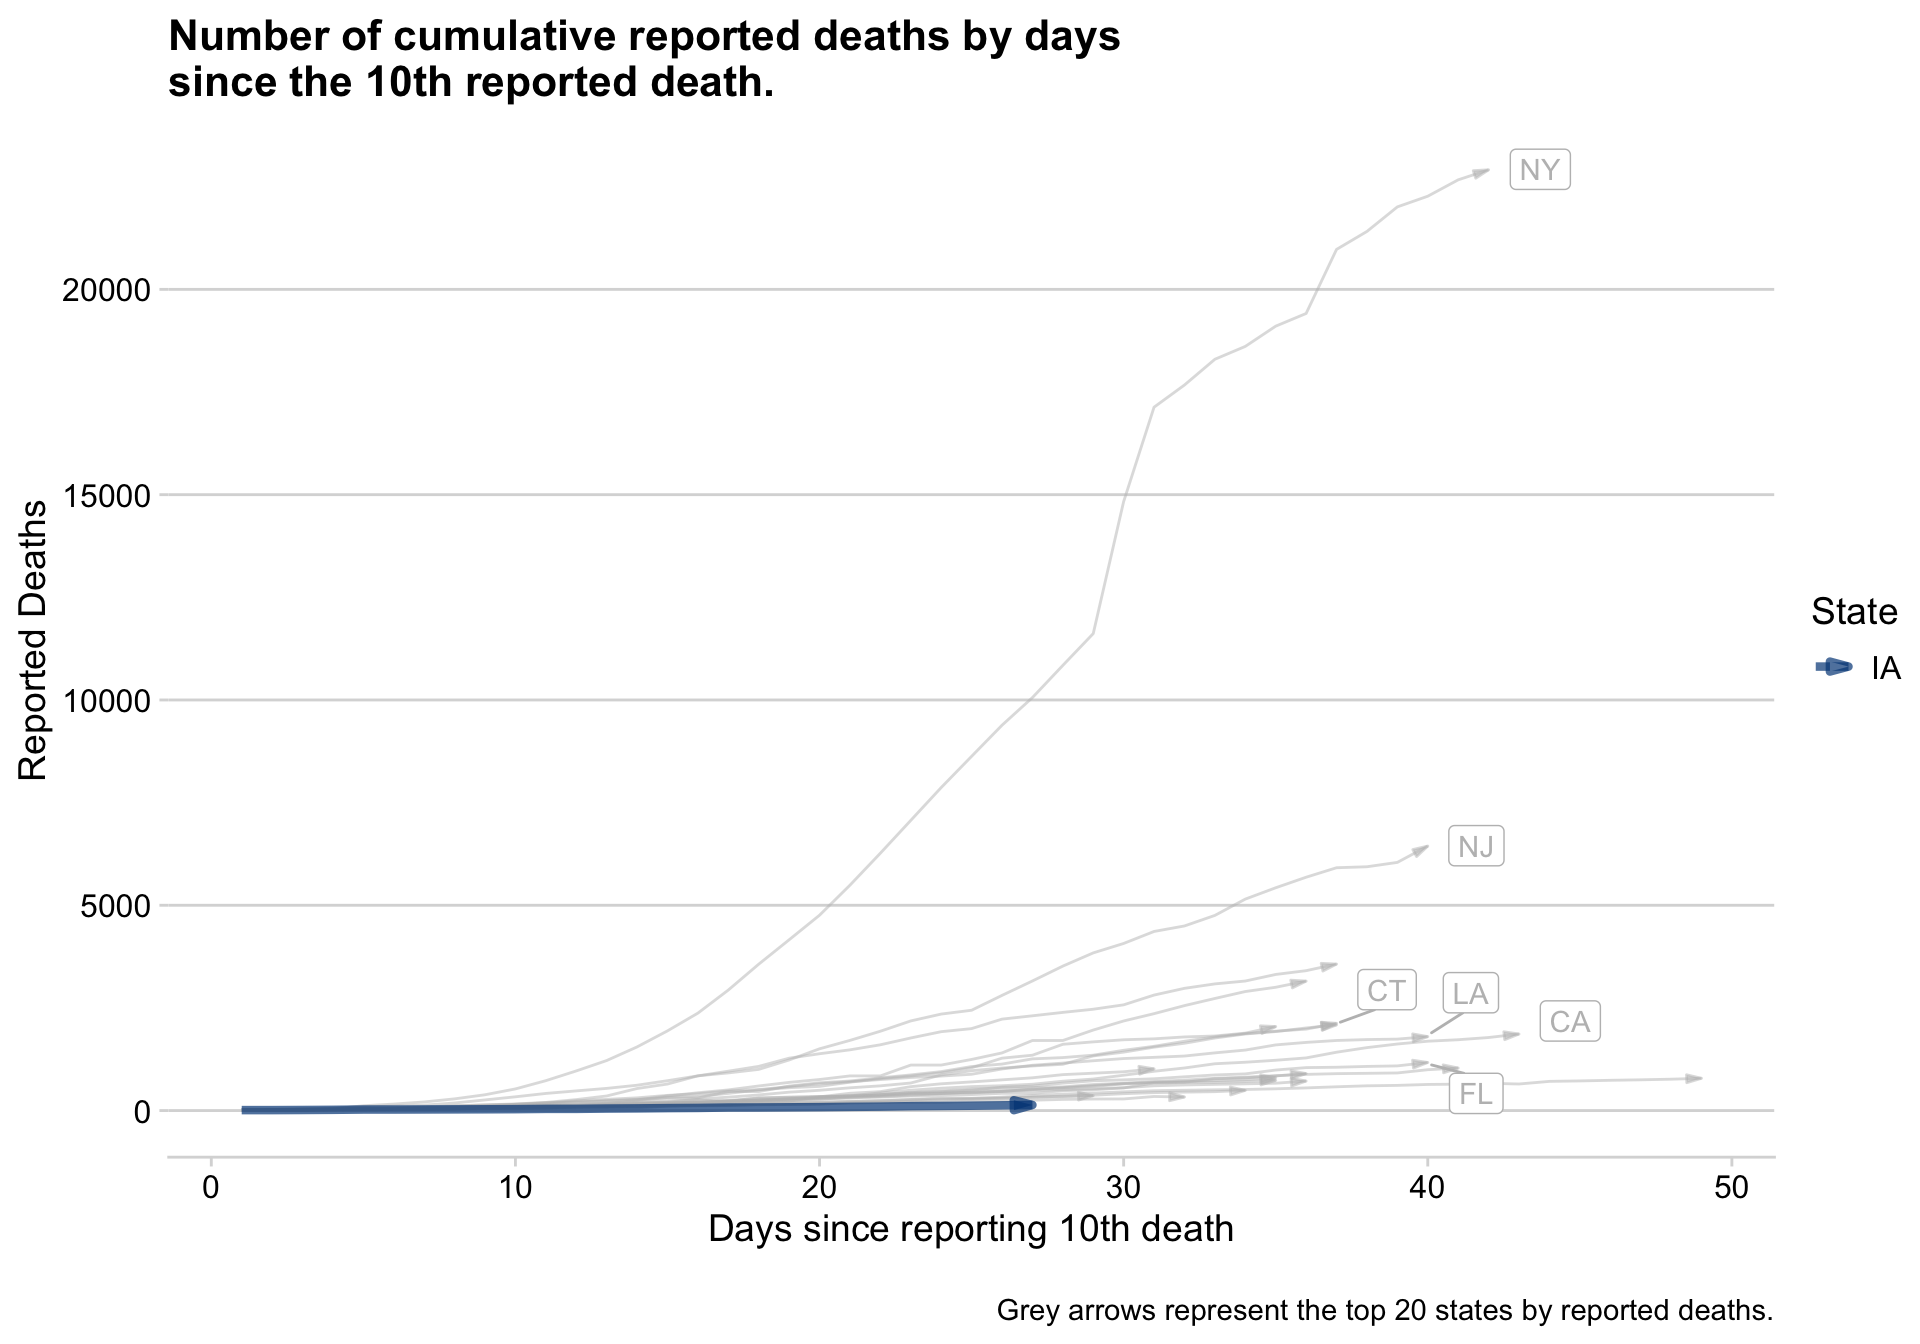 Number of cumulative reported deaths by days
since the 10th reported death.
NY
20000
15000
10000
5000
0
Reported Deaths
NJ
CT
LA
CA
FL
State
IA
0 10 20 30 40 50
Days since reporting 10th death
Grey arrows represent the top 20 states by reported deaths.